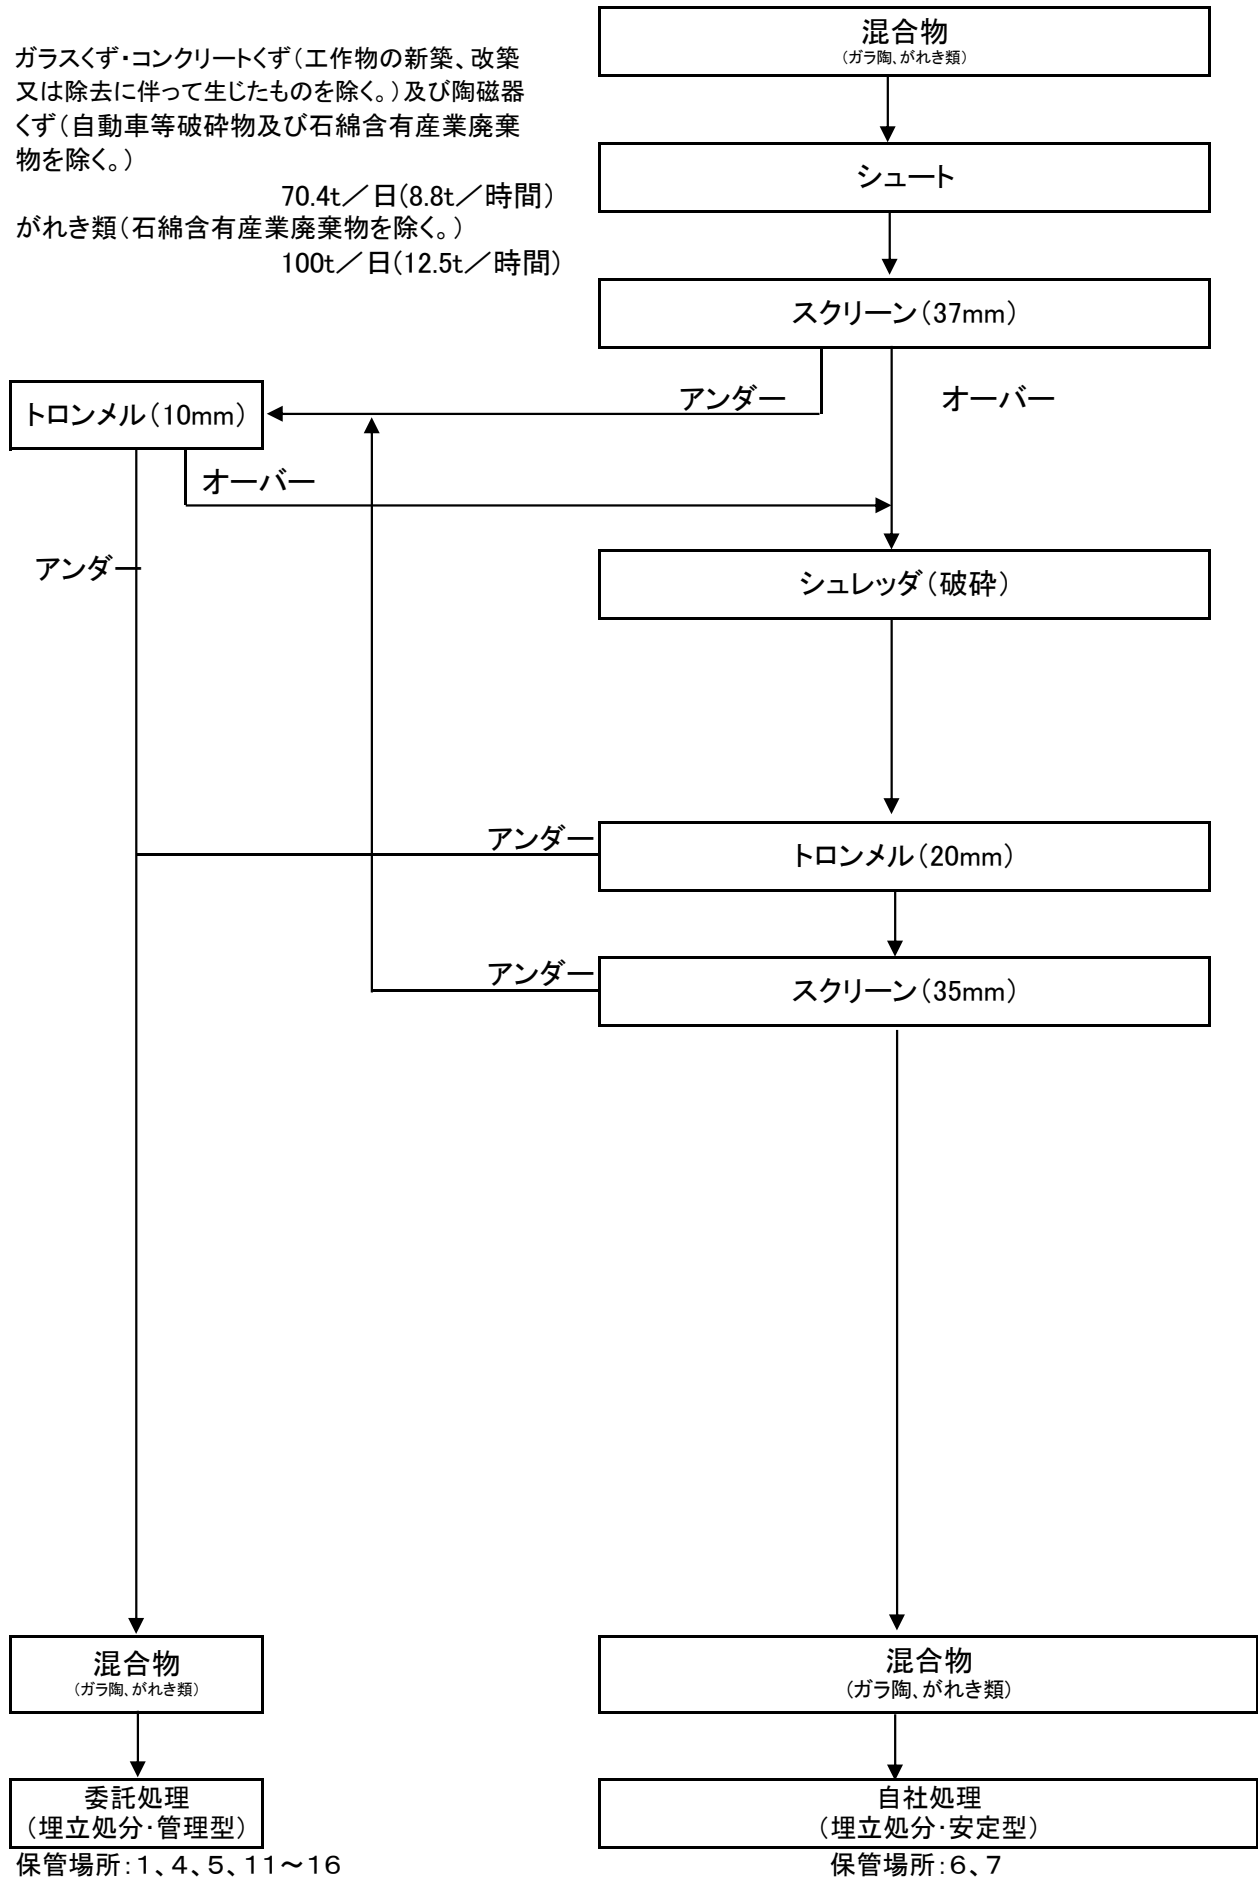 混合物
（ガラ陶、がれき類）
ガラスくず・コンクリートくず（工作物の新築、改築
又は除去に伴って生じたものを除く。）及び陶磁器
くず（自動車等破砕物及び石綿含有産業廃棄
物を除く。）
70.4t／日（8.8t／時間）
がれき類（石綿含有産業廃棄物を除く。）
100t／日（12.5t／時間）
シュート
スクリーン（37mm）
アンダー
オーバー
トロンメル（10mm）
オーバー
アンダー
シュレッダ（破砕）
アンダー
トロンメル（20mm）
アンダー
スクリーン（35mm）
混合物
（ガラ陶、がれき類）
混合物
（ガラ陶、がれき類）
委託処理
（埋立処分・管理型）
自社処理
（埋立処分・安定型）
保管場所：１、４、５、１１～１６
保管場所：６、７